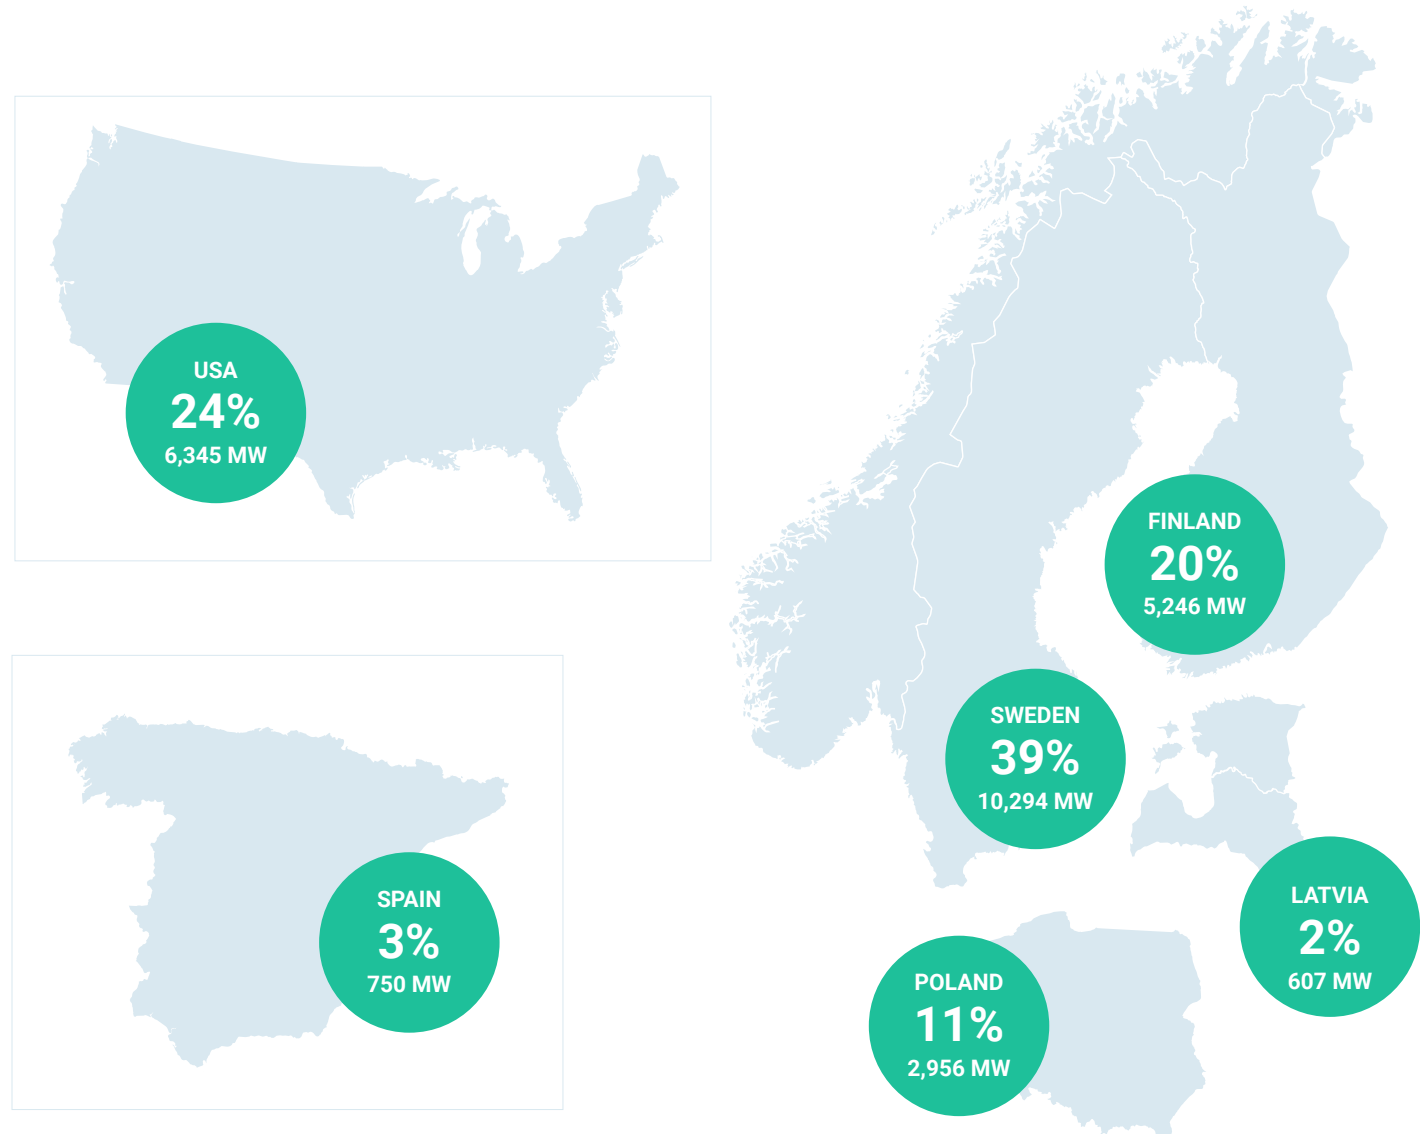 USA
24%
6,345 MW
FINLAND
20%
5,246 MW
SWEDEN
39%
10,294 MW
SPAIN
3%
750 MW
LATVIA
2%
607 MW
POLAND
11%
2,956 MW